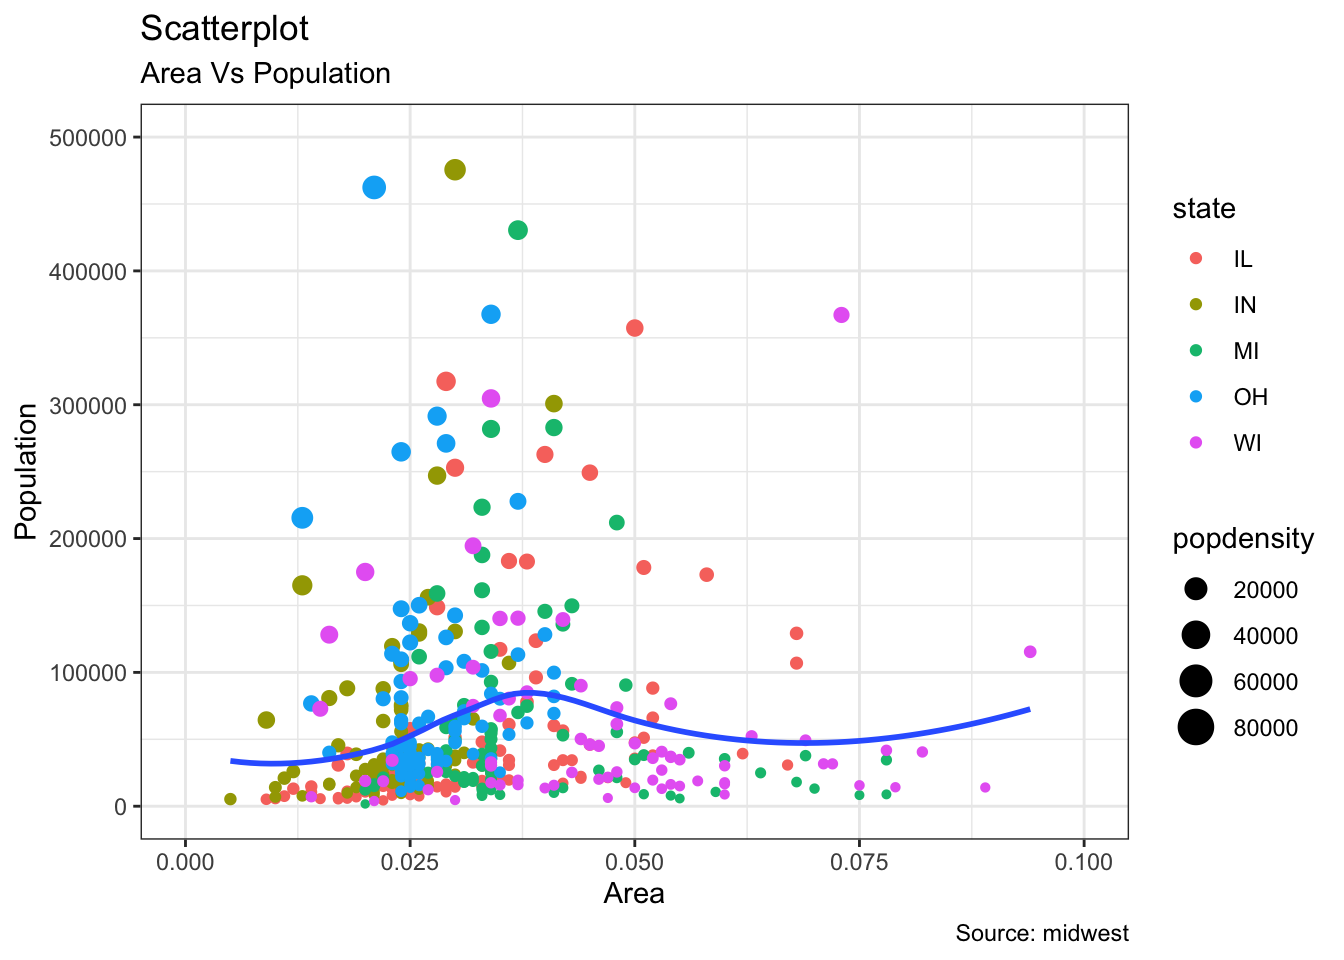 Scatterplot
Area Vs Population
500000
400000
300000
200000
100000
0
Population
0.000 0.025 0.050 0.075 0.100
Area
state
IL
IN
MI
OH
WI
popdensity
20000
40000
60000
80000
Source: midwest